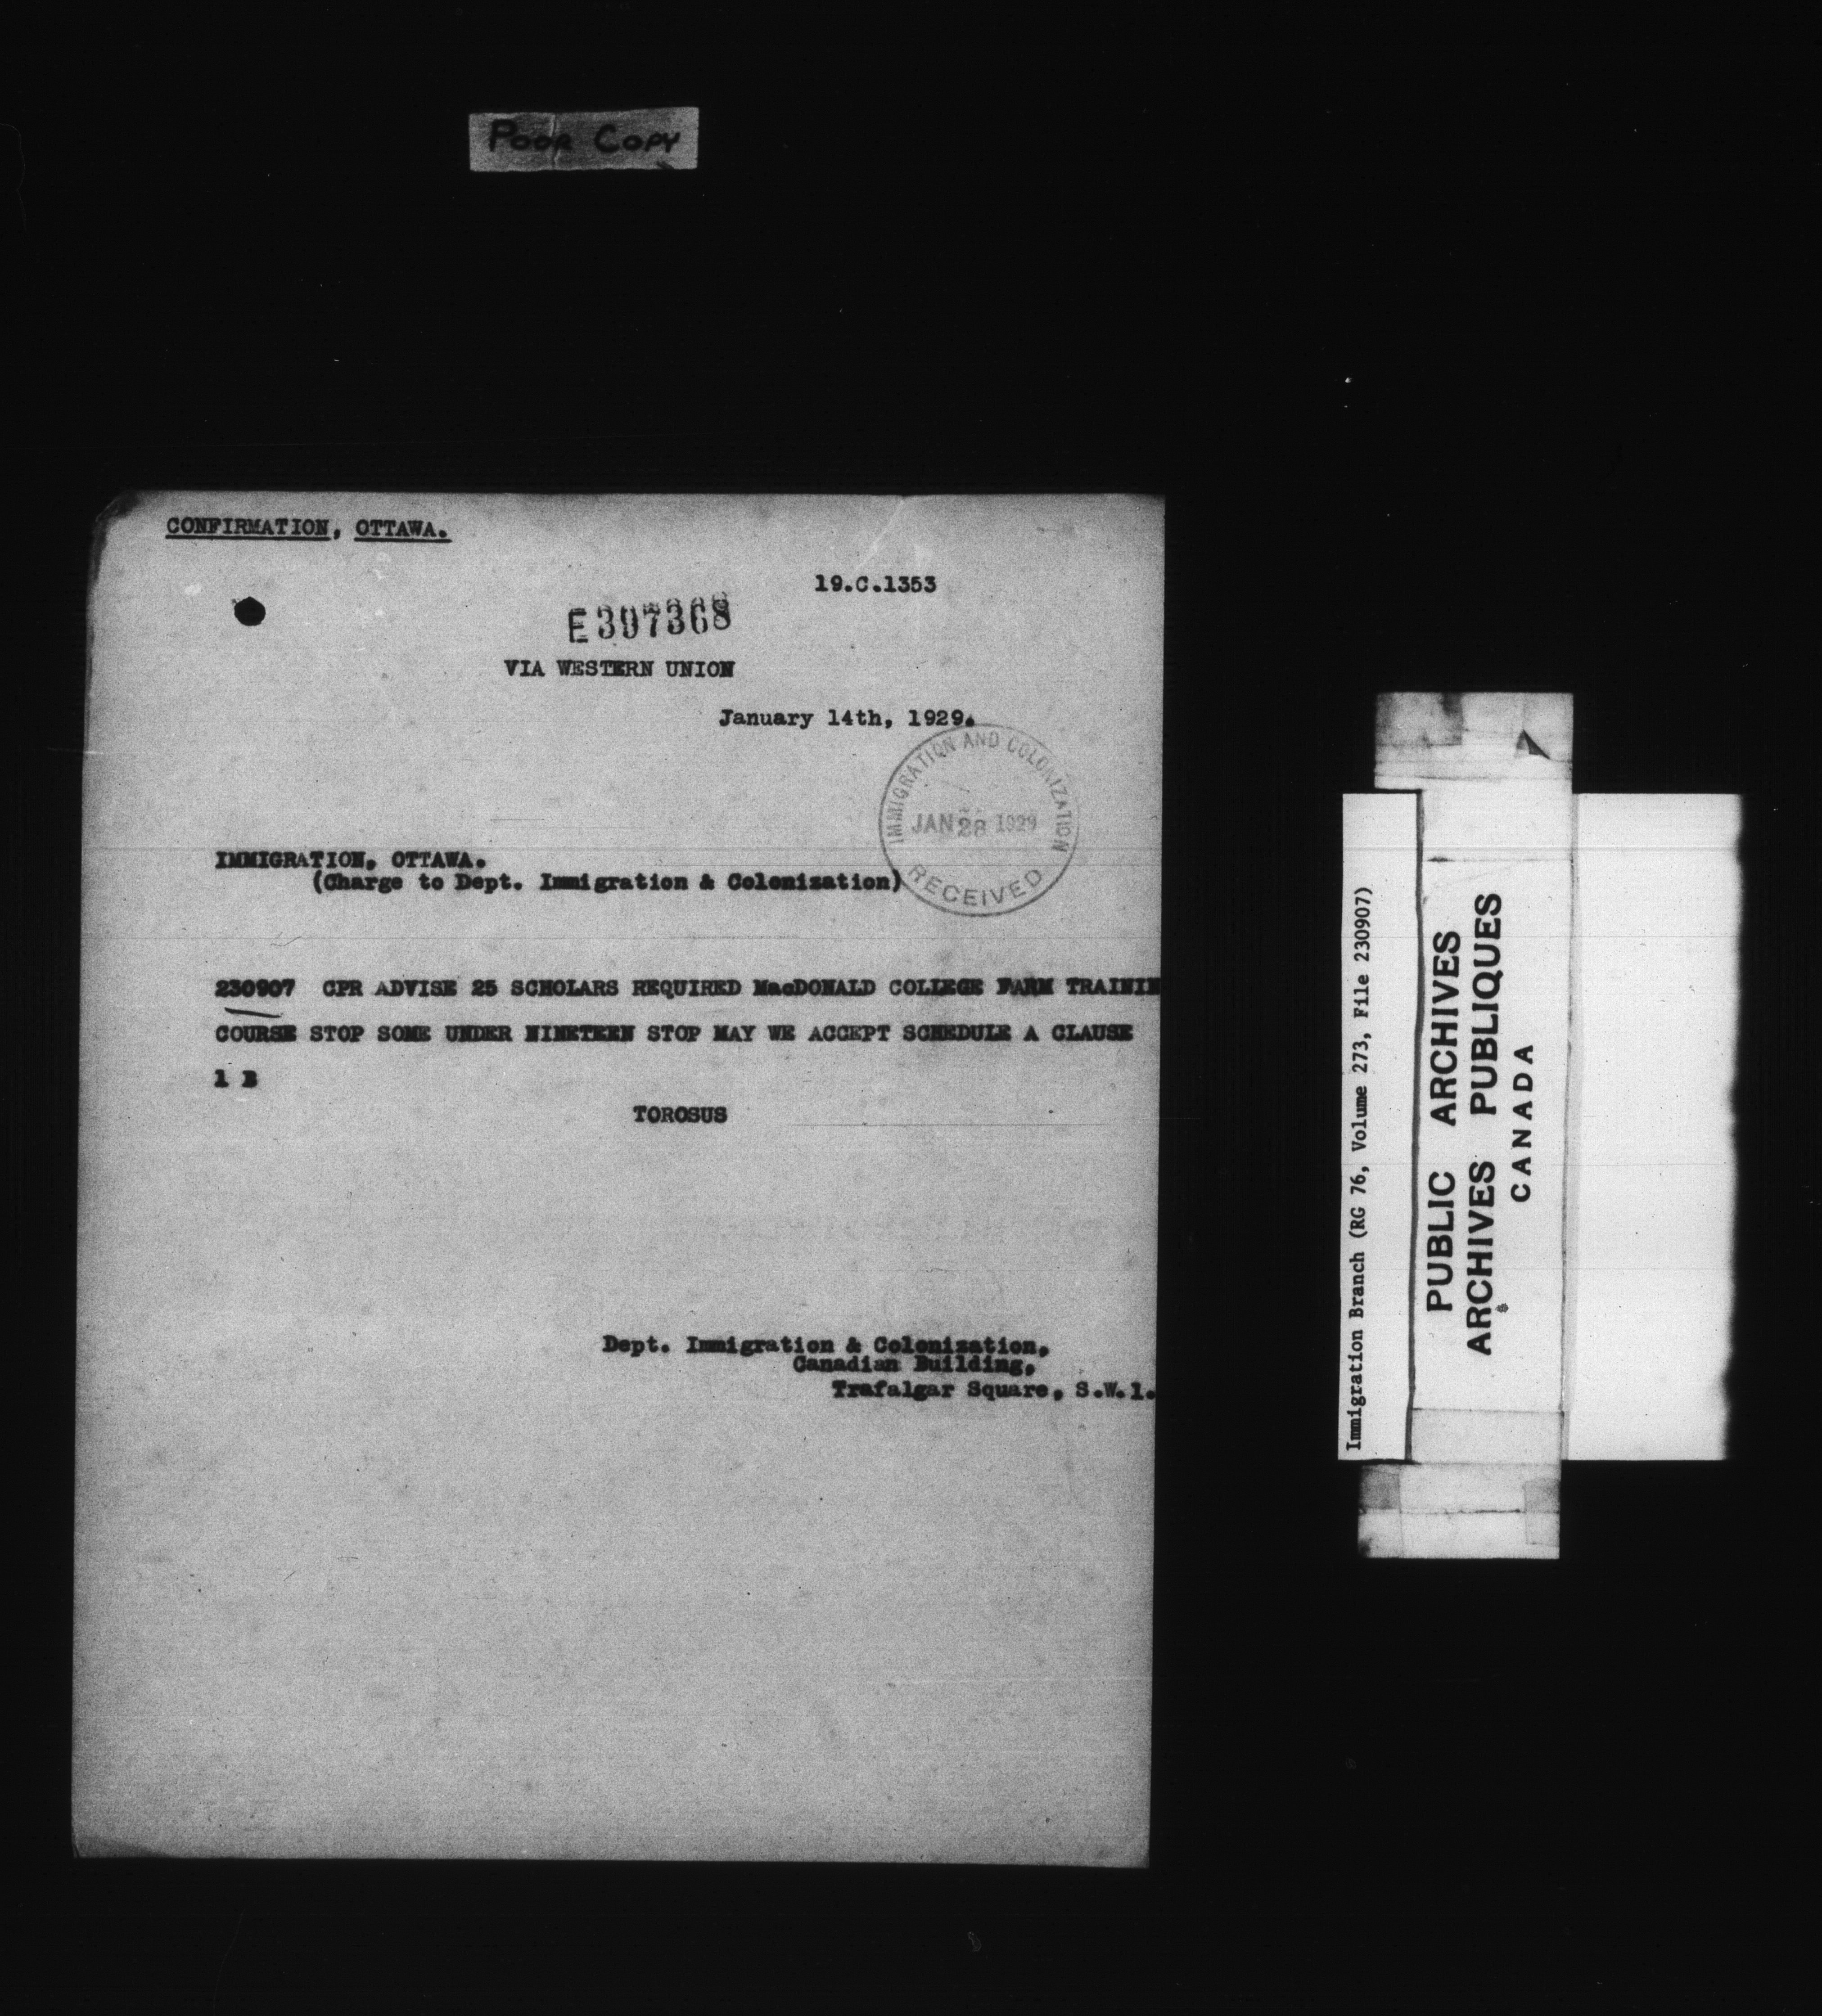 POOR COPY
CONFIRMATION, OTTAWA.
19.C.1353
E397368
VIA WESTERN UNION
January 14th, 1929.
IMMIGRATION AND COLONIZATION
JAN 28 1929
RECEIVED
IMMIGRATION, OTTAWA.
(Charge to Dept. Immigration & Colonization)
230907 CPR ADVISE 25 SCHOLARS REQUIRED MacDONALD COLLEGE FARM TRAININ
COURSE STOP SOME UNDER NINETEEN STOP MAY WE ACCEPT SCHEDULE A CLAUSE
1 B
TOROSUS
Dept. Immigration & Colonization,
Canadian Building,
Trafalgar Square, S.W.1.
Immigration Branch (RG 76, Volume 273, File 230907)
PUBLIC ARCHIVES
ARCHIVES PUBLIQUES
CANADA